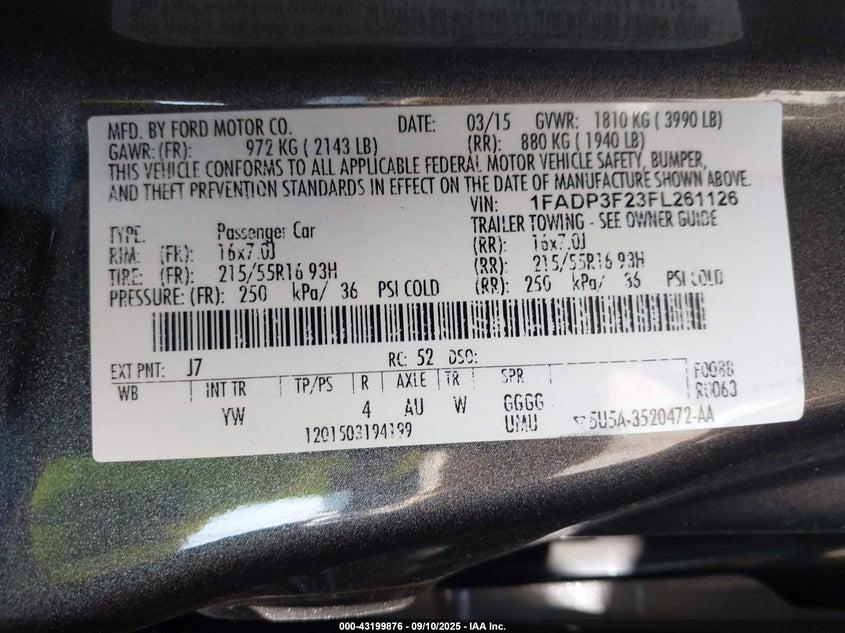 MFD. BY FORD MOTOR CO. DATE: 03/15 GVWR: 1810 KG ( 3990 LB)
GAWR: (FR): 972 KG ( 2143 LB) (RR): 880 KG ( 1940 LB)
THIS VEHICLE CONFORMS TO ALL APPLICABLE FEDERAL MOTOR VEHICLE SAFETY, BUMPER,
AND THEFT PREVENTION STANDARDS IN EFFECT ON THE DATE OF MANUFACTURE SHOWN ABOVE.
VIN: 1FADP3F23FL261126
TYPE: Passenger Car TRAILER TOWING - SEE OWNER GUIDE
RIM: (FR): 16x7.0J (RR): 16x7.0J
TIRE: (FR): 215/55R16 93H (RR): 215/55R16 93H
PRESSURE: (FR): 250 kPa/ 36 PSI COLD (RR): 250 kPa/ 36 PSI COLD
EXT PNT: J7 RC: 52 DSO:
WB INT TR TP/PS R AXLE TR SPR F0088
YW 4 AU W GGGG R0063
1201503194199 UMU 5U5A-3520472-AA
000-43199876 - 09/10/2025 - IAA Inc.